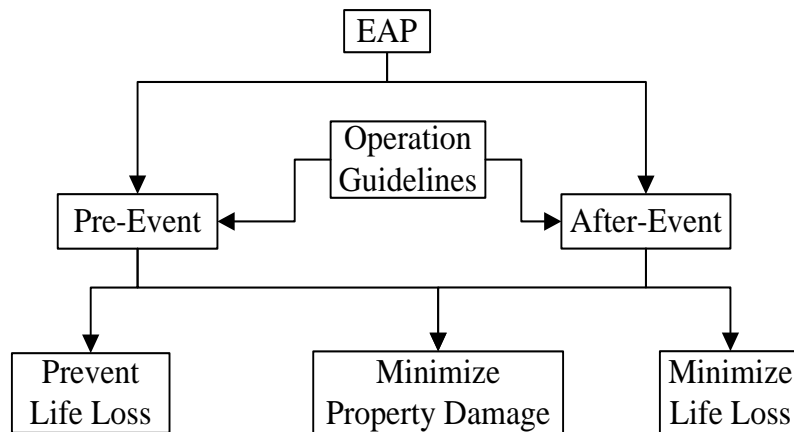 EAP
Operation
Guidelines
Pre-Event
After-Event
Prevent
Life Loss
Minimize
Property Damage
Minimize
Life Loss